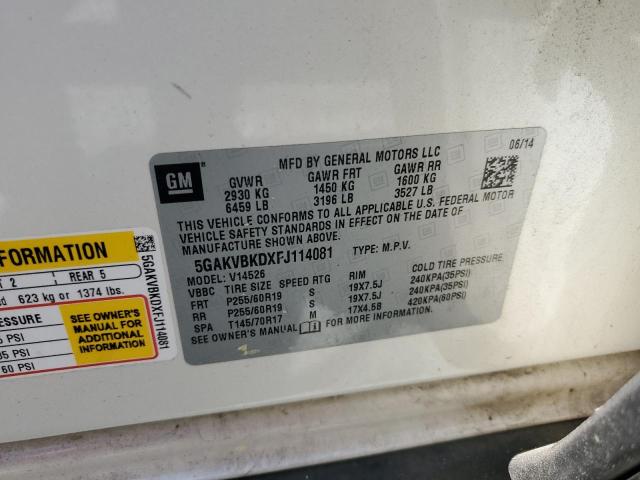 06/14
MFD BY GENERAL MOTORS LLC
GM
GVWR GAWR FRT GAWR RR
2930 KG 1450 KG 1600 KG
6459 LB 3196 LB 3527 LB
THIS VEHICLE CONFORMS TO ALL APPLICABLE U.S. FEDERAL MOTOR
VEHICLE SAFETY STANDARDS IN EFFECT ON THE DATE OF
MANUFACTURE SHOWN ABOVE.
5GAKVBKDXFJ114081 TYPE: M.P.V.
MODEL: V14526
VBBC TIRE SIZE SPEED RTG RIM COLD TIRE PRESSURE
FRT P255/60R19 S 19X7.5J 240KPA(35PSI)
RR P255/60R19 S 19X7.5J 240KPA(35PSI)
SPA T145/70R17 M 17X4.5B 420KPA(60PSI)
SEE OWNER'S MANUAL FOR MORE INFORMATION.
FORMATION
2 REAR 5
623 kg or 1374 lbs.
PRESSURE
PSI
35 PSI
60 PSI
SEE OWNER'S
MANUAL FOR
ADDITIONAL
INFORMATION
5GAKVBKDXFJ114081